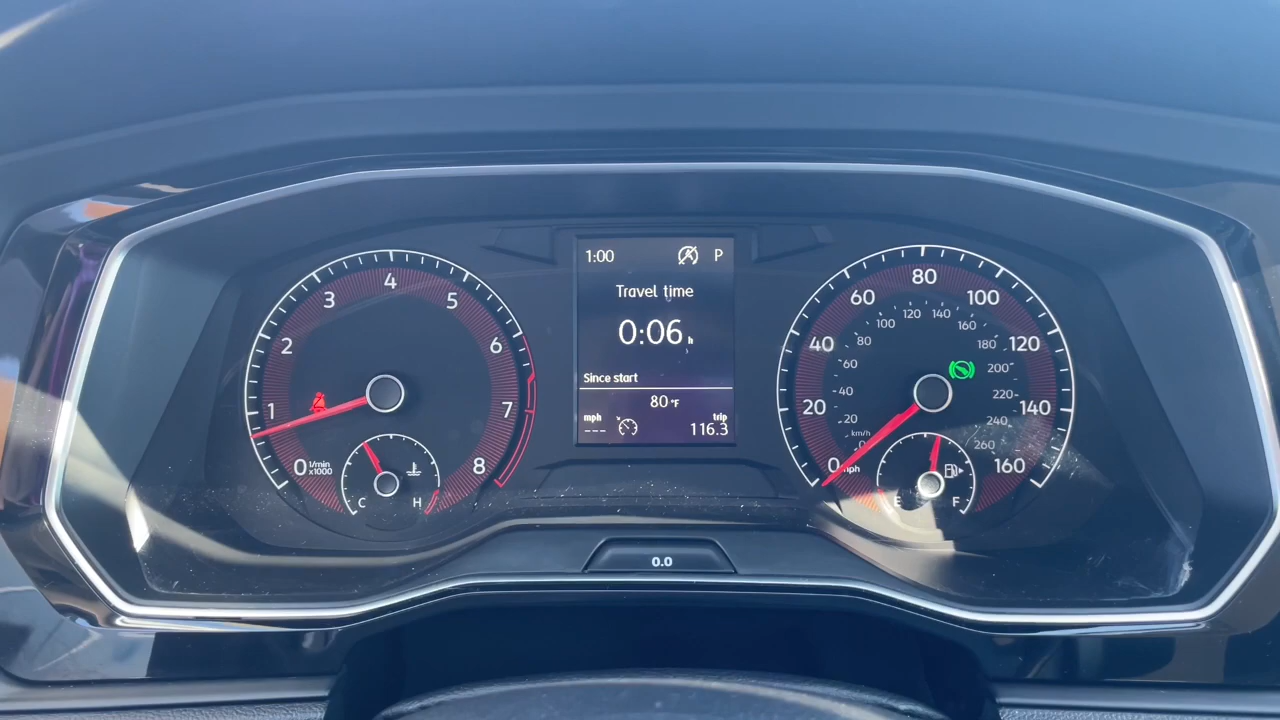 0
1
2
3
4
5
6
7
8
1/min
x1000
C
H
1:00
P
Travel time
0:06 h
Since start
80 °F
mph
trip
---
116.3
0
20
40
60
80
100
120
140
160
mph
km/h
0
20
40
60
80
100
120
140
160
180
200
220
240
260
E
F
0.0